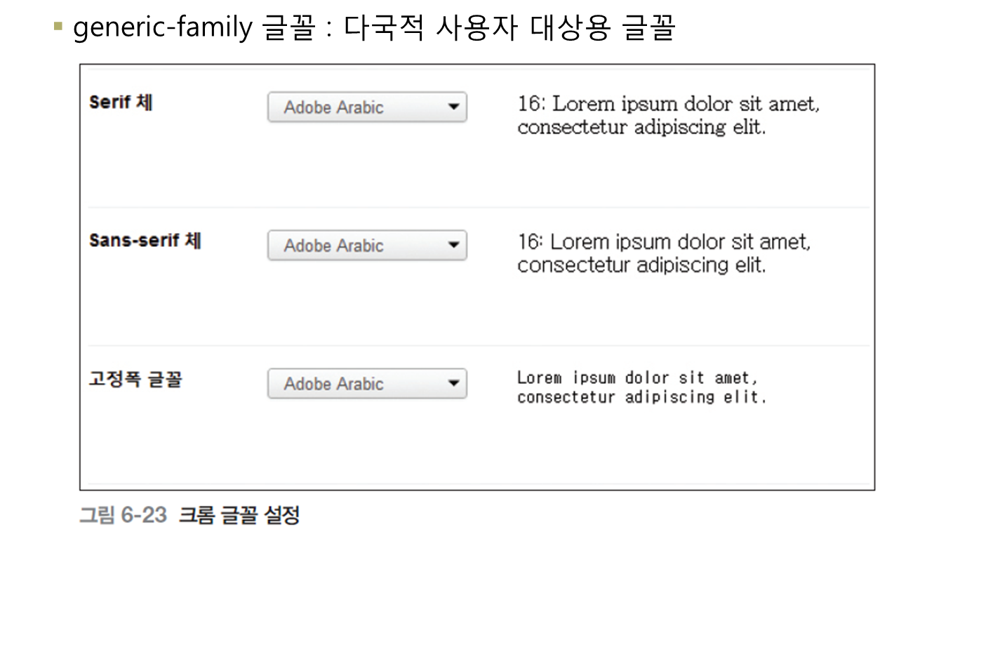 ▪ generic-family 글꼴 : 다국적 사용자 대상용 글꼴
Serif 체
Adobe Arabic
16: Lorem ipsum dolor sit amet,
consectetur adipiscing elit.
Sans-serif 체
Adobe Arabic
16: Lorem ipsum dolor sit amet,
consectetur adipiscing elit.
고정폭 글꼴
Adobe Arabic
Lorem ipsum dolor sit amet,
consectetur adipiscing elit.
그림 6-23 크롬 글꼴 설정